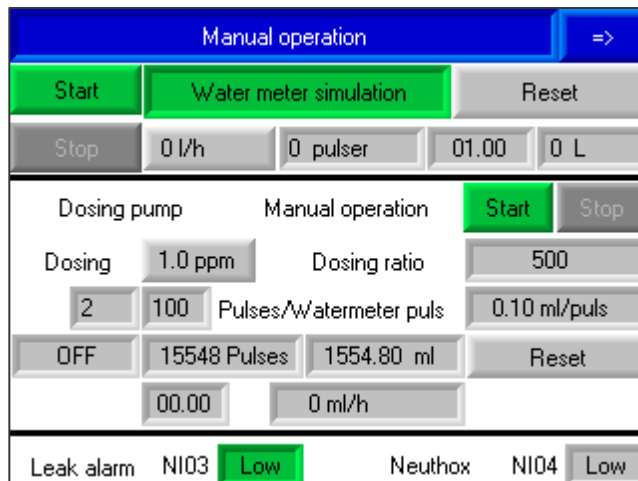 Manual operation =>
Start Water meter simulation Reset
Stop 0 l/h 0 pulser 01.00 0 L
Dosing pump Manual operation Start Stop
Dosing 1.0 ppm Dosing ratio 500
2 100 Pulses/Watermeter puls 0.10 ml/puls
OFF 15548 Pulses 1554.80 ml Reset
00.00 0 ml/h
Leak alarm NI03 Low Neuthox NI04 Low